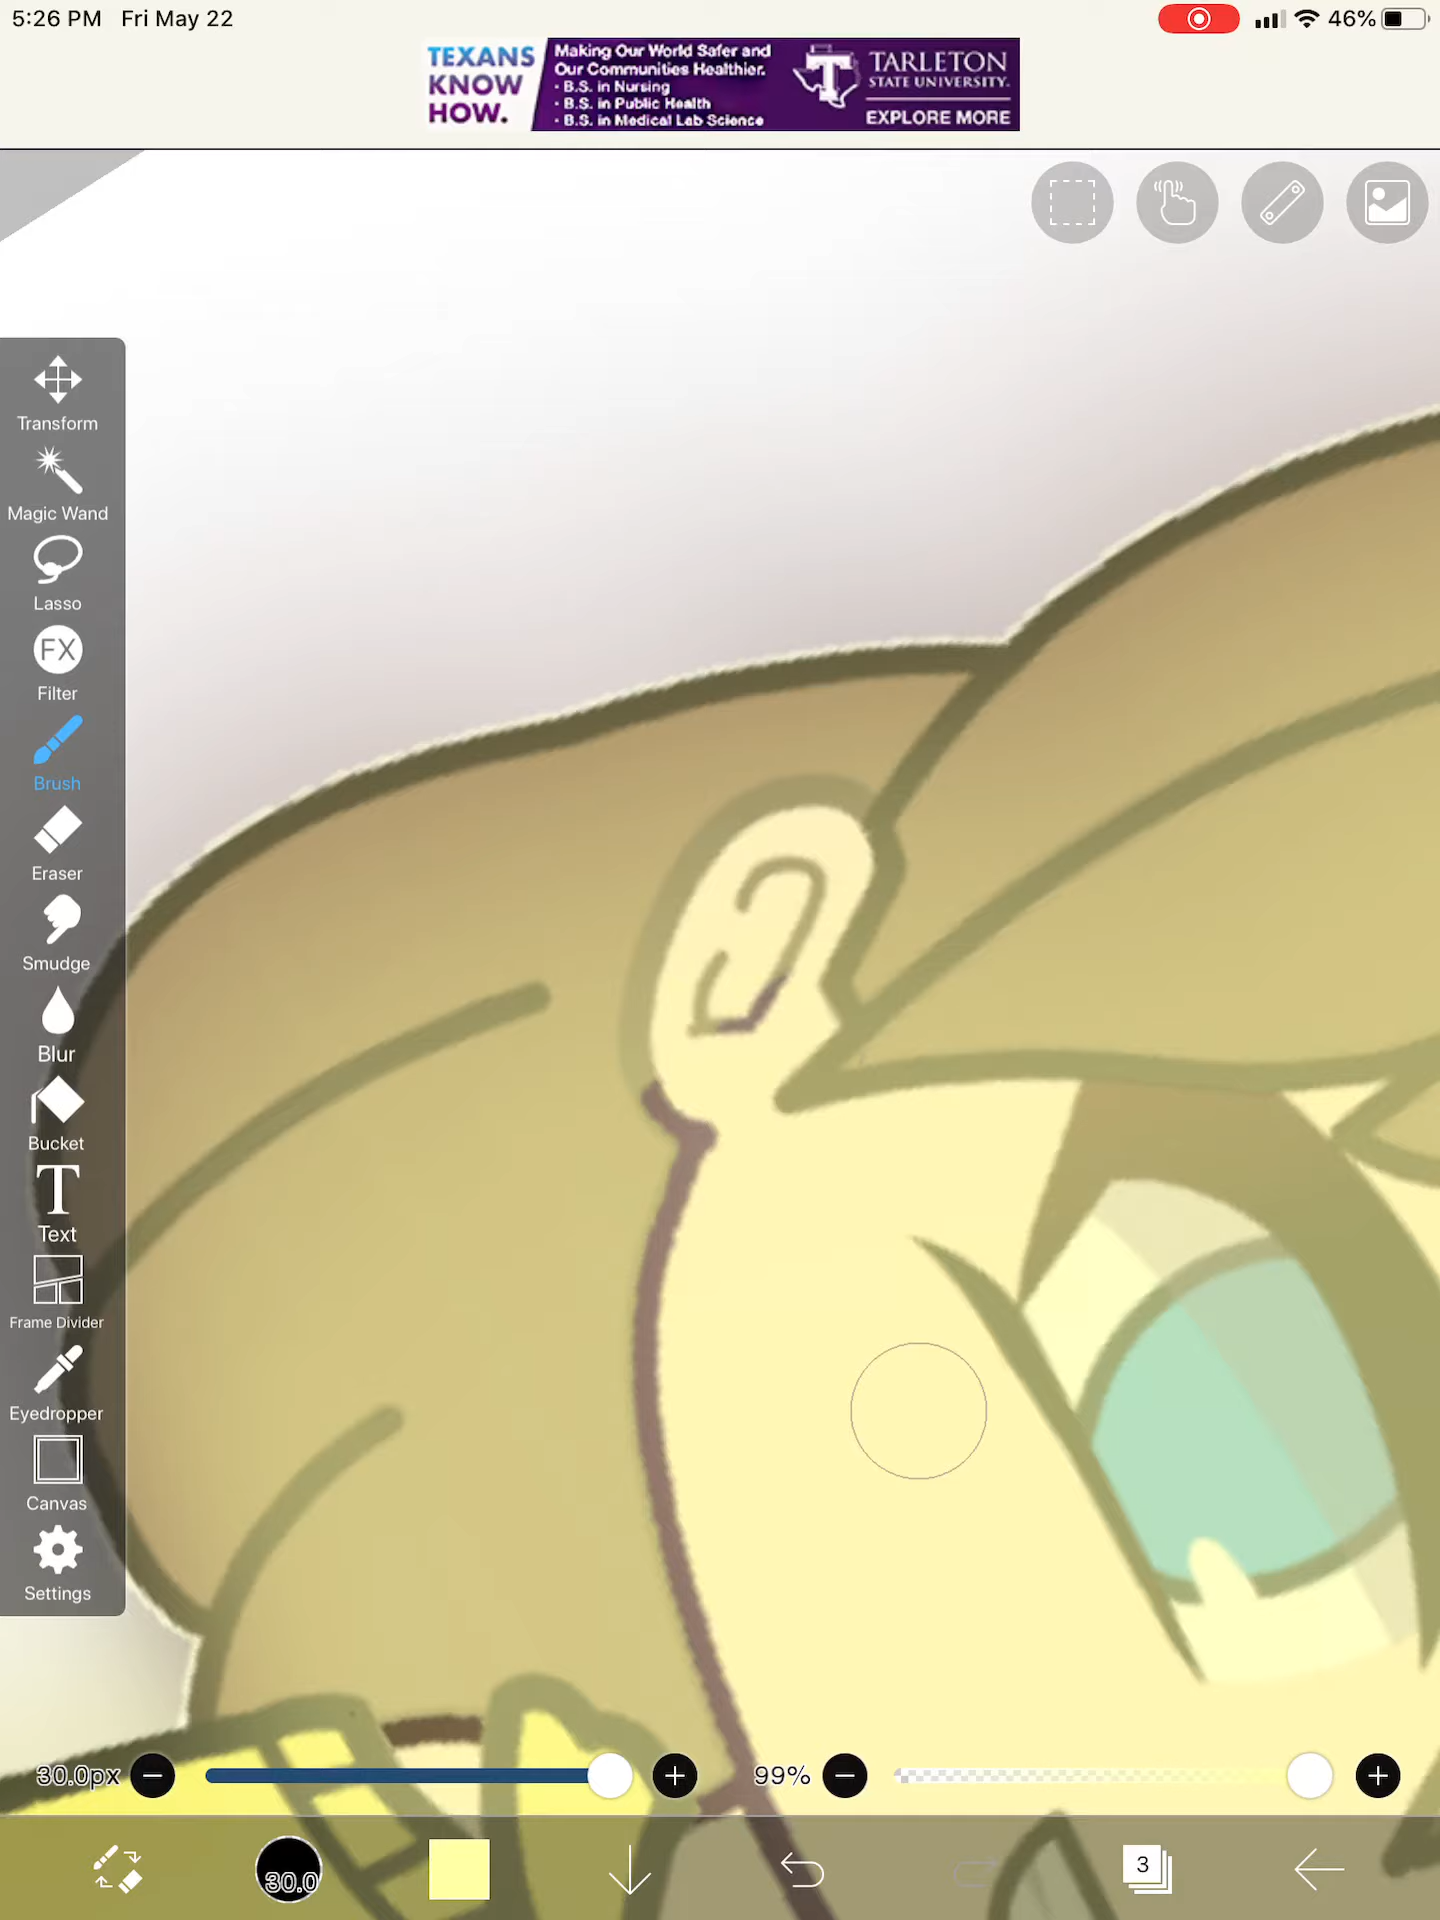 5:26 PM Fri May 22
46%
TEXANS
KNOW
HOW.
Making Our World Safer and
Our Communities Healthier.
· B.S. in Nursing
· B.S. in Public Health
· B.S. in Medical Lab Science
T
TARLETON
STATE UNIVERSITY.
EXPLORE MORE
Transform
Magic Wand
Lasso
FX
Filter
Brush
Eraser
Smudge
Blur
Bucket
T
Text
Frame Divider
Eyedropper
Canvas
Settings
30.0px
99%
30.0
3